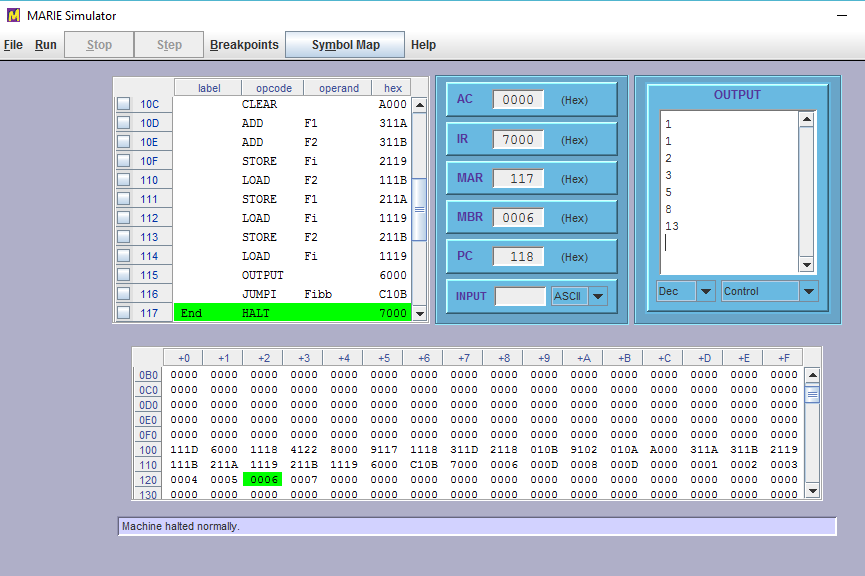 MARIE Simulator
File Run Stop Step Breakpoints Symbol Map Help
label opcode operand hex
10C CLEAR A000
10D ADD F1 311A
10E ADD F2 311B
10F STORE Fi 2119
110 LOAD F2 111B
111 STORE F1 211A
112 LOAD Fi 1119
113 STORE F2 211B
114 LOAD Fi 1119
115 OUTPUT 6000
116 JUMPI Fibb C10B
117 End HALT 7000
AC 0000 (Hex)
IR 7000 (Hex)
MAR 117 (Hex)
MBR 0006 (Hex)
PC 118 (Hex)
INPUT ASCII
OUTPUT
1
1
2
3
5
8
13
Dec Control
+0 +1 +2 +3 +4 +5 +6 +7 +8 +9 +A +B +C +D +E +F
0B0 0000 0000 0000 0000 0000 0000 0000 0000 0000 0000 0000 0000 0000 0000 0000 0000
0C0 0000 0000 0000 0000 0000 0000 0000 0000 0000 0000 0000 0000 0000 0000 0000 0000
0D0 0000 0000 0000 0000 0000 0000 0000 0000 0000 0000 0000 0000 0000 0000 0000 0000
0E0 0000 0000 0000 0000 0000 0000 0000 0000 0000 0000 0000 0000 0000 0000 0000 0000
0F0 0000 0000 0000 0000 0000 0000 0000 0000 0000 0000 0000 0000 0000 0000 0000 0000
100 111D 6000 1118 4122 8000 9117 1118 311D 2118 010B 9102 010A A000 311A 311B 2119
110 111B 211A 1119 211B 1119 6000 C10B 7000 0006 000D 0008 000D 0000 0001 0002 0003
120 0004 0005 0006 0007 0000 0000 0000 0000 0000 0000 0000 0000 0000 0000 0000 0000
130 0000 0000 0000 0000 0000 0000 0000 0000 0000 0000 0000 0000 0000 0000 0000 0000
Machine halted normally.